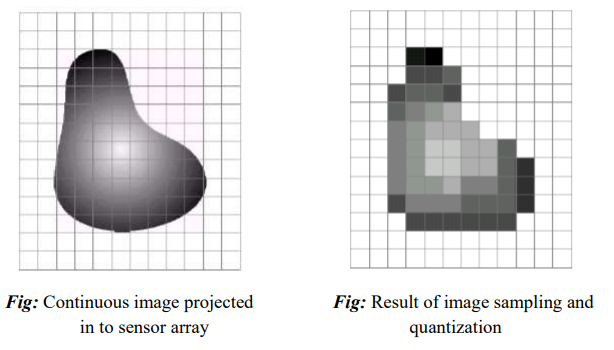 Fig: Continuous image projected
in to sensor array
Fig: Result of image sampling and
quantization